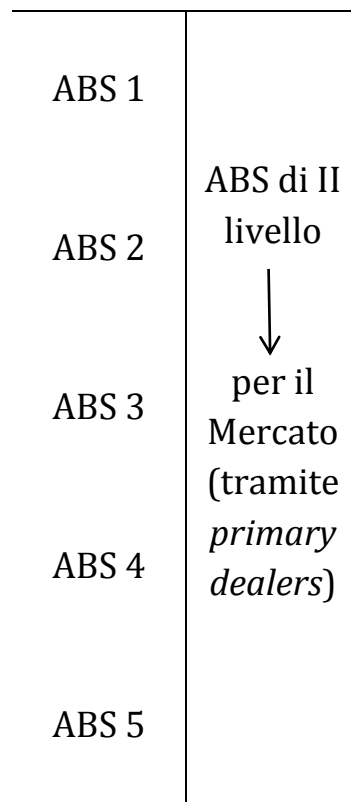 ABS 1
ABS 2
ABS 3
ABS 4
ABS 5
ABS di II
livello
per il
Mercato
(tramite
primary
dealers)